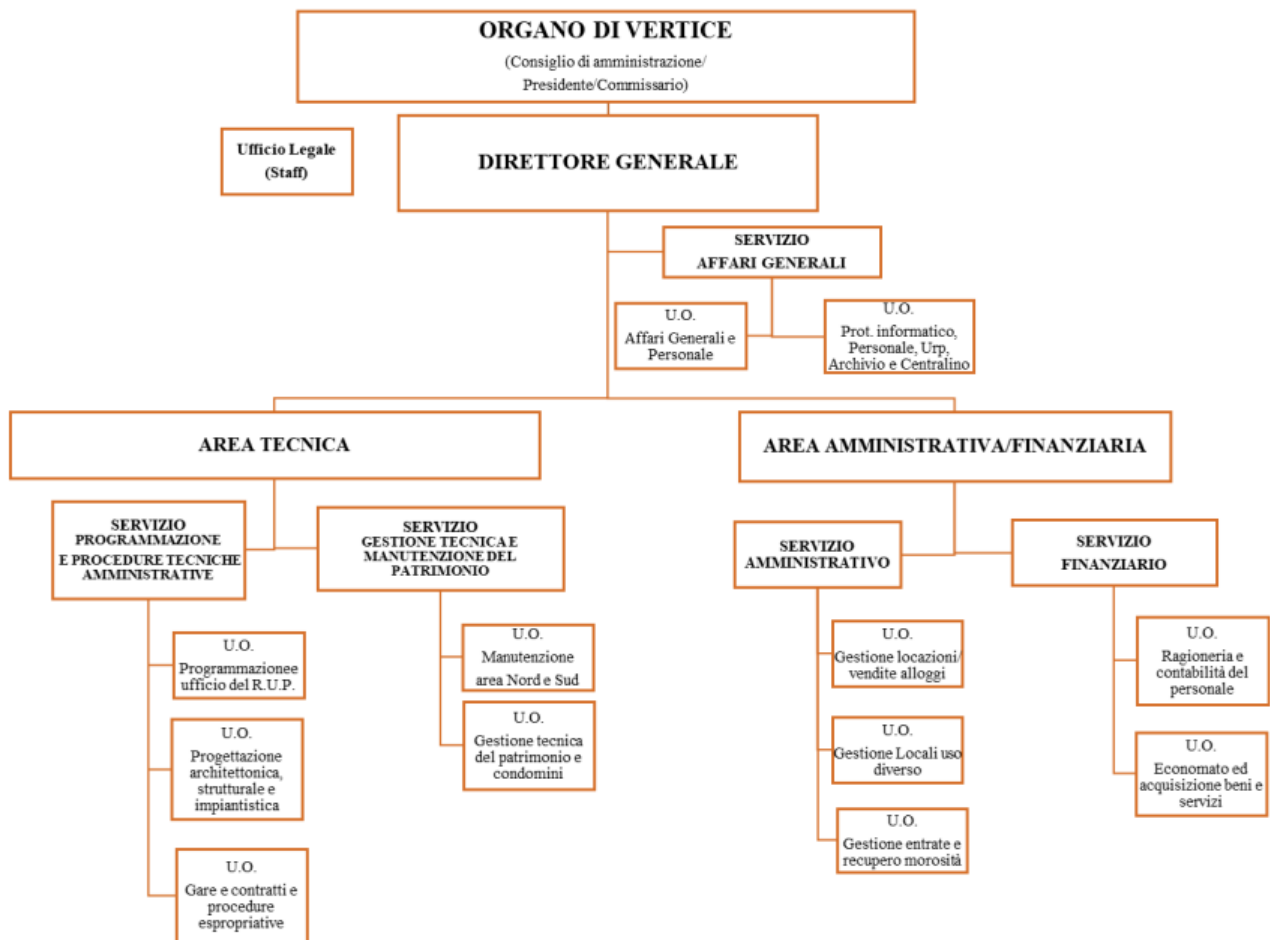 ORGANO DI VERTICE
(Consiglio di amministrazione/
Presidente/Commissario)
Ufficio Legale
(Staff)
DIRETTORE GENERALE
SERVIZIO
AFFARI GENERALI
U.O.
Affari Generali e
Personale
U.O.
Prot. informatico,
Personale, Urp,
Archivio e Centralino
AREA TECNICA
AREA AMMINISTRATIVA/FINANZIARIA
SERVIZIO
PROGRAMMAZIONE
E PROCEDURE TECNICHE
AMMINISTRATIVE
SERVIZIO
GESTIONE TECNICA E
MANUTENZIONE DEL
PATRIMONIO
SERVIZIO
AMMINISTRATIVO
SERVIZIO
FINANZIARIO
U.O.
Programmazionee
ufficio del R.U.P.
U.O.
Progettazione
architettonica,
strutturale e
impiantistica
U.O.
Gare e contratti e
procedure
espropriative
U.O.
Manutenzione
area Nord e Sud
U.O.
Gestione tecnica
del patrimonio e
condomini
U.O.
Gestione locazioni/
vendite alloggi
U.O.
Gestione Locali uso
diverso
U.O.
Gestione entrate e
recupero morosità
U.O.
Ragioneria e
contabilità del
personale
U.O.
Economato ed
acquisizione beni e
servizi